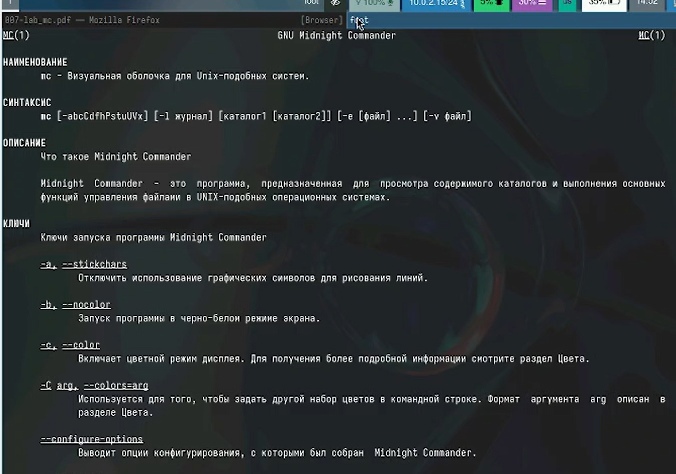 100%
10.0.2.15/24
5%
30%
35%
14:52
007-lab_mc.pdf — Mozilla Firefox
[Browser]
foot
MC(1)
GNU Midnight Commander
MC(1)
НАИМЕНОВАНИЕ
mc - Визуальная оболочка для Unix-подобных систем.
СИНТАКСИС
mc [-abcCdfhPstuUVx] [-l журнал] [каталог1 [каталог2]] [-e [файл] ...] [-v файл]
ОПИСАНИЕ
Что такое Midnight Commander
Midnight Commander - это программа, предназначенная для просмотра содержимого каталогов и выполнения основных
функций управления файлами в UNIX-подобных операционных системах.
КЛЮЧИ
Ключи запуска программы Midnight Commander
-a, --stickchars
Отключить использование графических символов для рисования линий.
-b, --nocolor
Запуск программы в черно-белом режиме экрана.
-c, --color
Включает цветной режим дисплея. Для получения более подробной информации смотрите раздел Цвета.
-C arg, --colors=arg
Используется для того, чтобы задать другой набор цветов в командной строке. Формат аргумента arg описан в
разделе Цвета.
--configure-options
Выводит опции конфигурирования, с которыми был собран Midnight Commander.